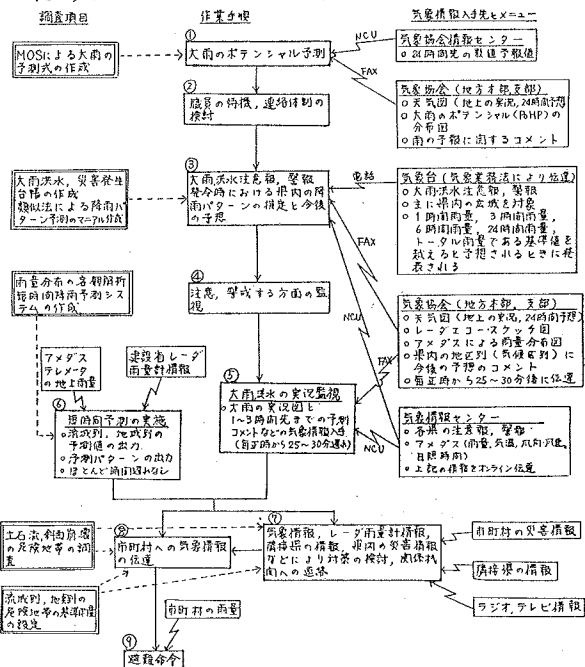 調査項目
作業手順
気象情報入手先とメニュー
MOSによる大雨の
予測式の作成
①
大雨のポテンシャル予測
NCU
FAX
気象協会情報センター
○24時間先の数値予報値
②
職員の待機，連絡体制の
検討
気象協会（地方本部支部）
○天気図（地上の実況，24時間予想）
○大雨のポテンシャル(POHP)の
分布図
○雨の予報に関するコメント
大雨洪水，災害発生
台帳の作成
類似法による降雨パ
ターン予測のマニアル作成
③
大雨洪水注意報，警報
発令時における県内の降
雨パターンの推定と今後
の予想
電話
FAX
気象台（気象業務法により伝達）
○大雨洪水注意報，警報
○主に県内の広域を対象
○1時間雨量，3時間雨量，
6時間雨量，24時間雨量，
トータル雨量である基準値を
越えると予想されるときに発
表される
雨量分布の客観解析
短時間降雨予測シス
テムの作成
④
注意，警戒する方面の監
視
NCU
気象協会（地方本部，支部）
○天気図（地上の実況，24時間予想）
○レーダエコースケッチ図
○アメダスによる雨量分布図
○県内の地区別（気候区別）に
今後の予想のコメント
○毎正時から25～30分後に伝達
アメダス
テレメータ
の地上雨量
建設省レーダ
雨量計情報
⑤
大雨洪水の実況監視
○大雨の実況図と
1～3時間先までの予測
コメントなどの気象情報入手
（毎正時から25～30分遅れ）
FAX
NCU
⑥
短時間予測の実施
○流域別，地域別の
予測値の出力
○予測パターンの出力
○ほとんど時間遅れなし
気象情報センター
○各県の注意報，警報
○アメダス（雨量，気温，風向・風速，
日照時間）
○上記の情報をオンライン伝達
土石流，斜面崩壊
の危険地帯の調
査
⑧
市町村への気象情報
の伝達
⑦
気象情報，レーダ雨量計情報，
隣接県の情報，県内の災害情報
などにより対策の検討，関係機
関への連絡
市町村の災害情報
隣接県の情報
ラジオ，テレビ情報
流域別，地域別の
危険地帯の基準雨量
の設定
市町村の雨量
⑨
避難命令